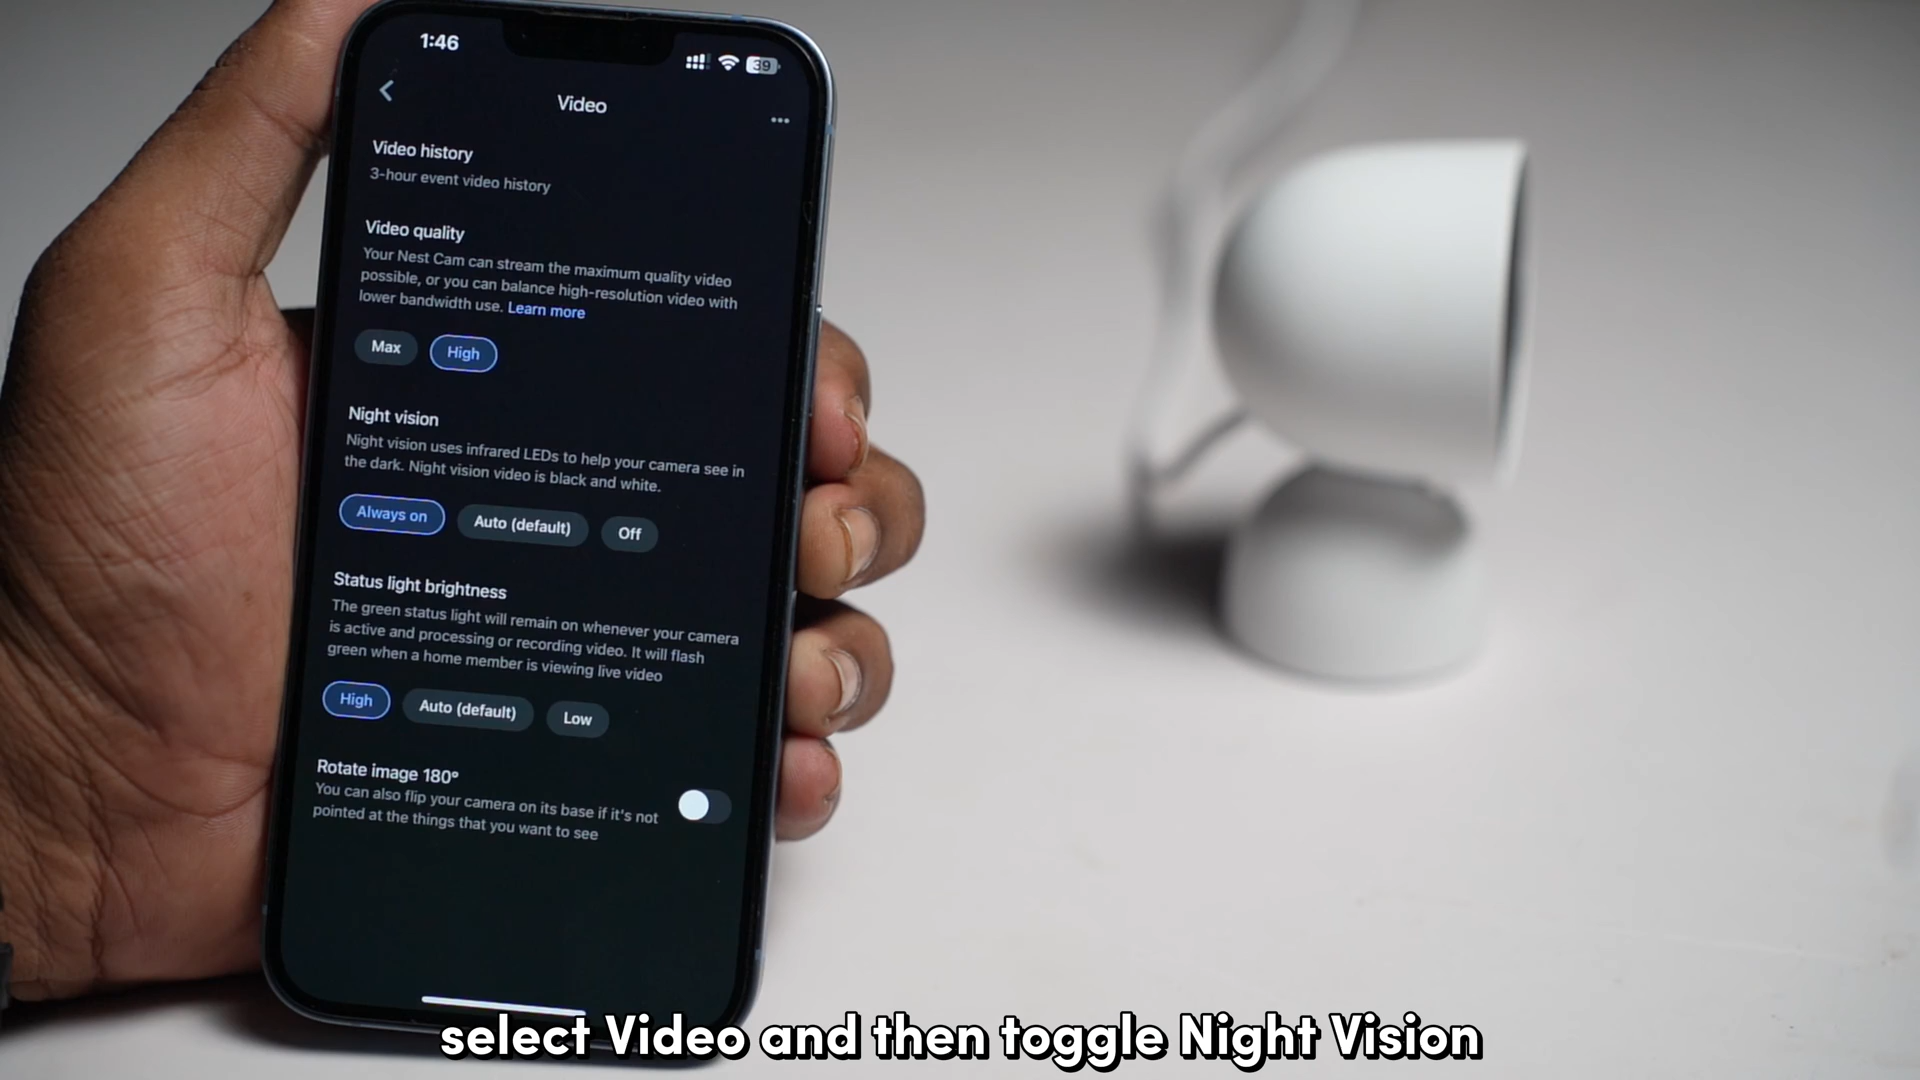 1:46
39
Video
Video history
3-hour event video history
Video quality
Your Nest Cam can stream the maximum quality video
possible, or you can balance high-resolution video with
lower bandwidth use. Learn more
Max High
Night vision
Night vision uses infrared LEDs to help your camera see in
the dark. Night vision video is black and white.
Always on Auto (default) Off
Status light brightness
The green status light will remain on whenever your camera
is active and processing or recording video. It will flash
green when a home member is viewing live video
High Auto (default) Low
Rotate image 180°
You can also flip your camera on its base if it's not
pointed at the things that you want to see
select Video and then toggle Night Vision